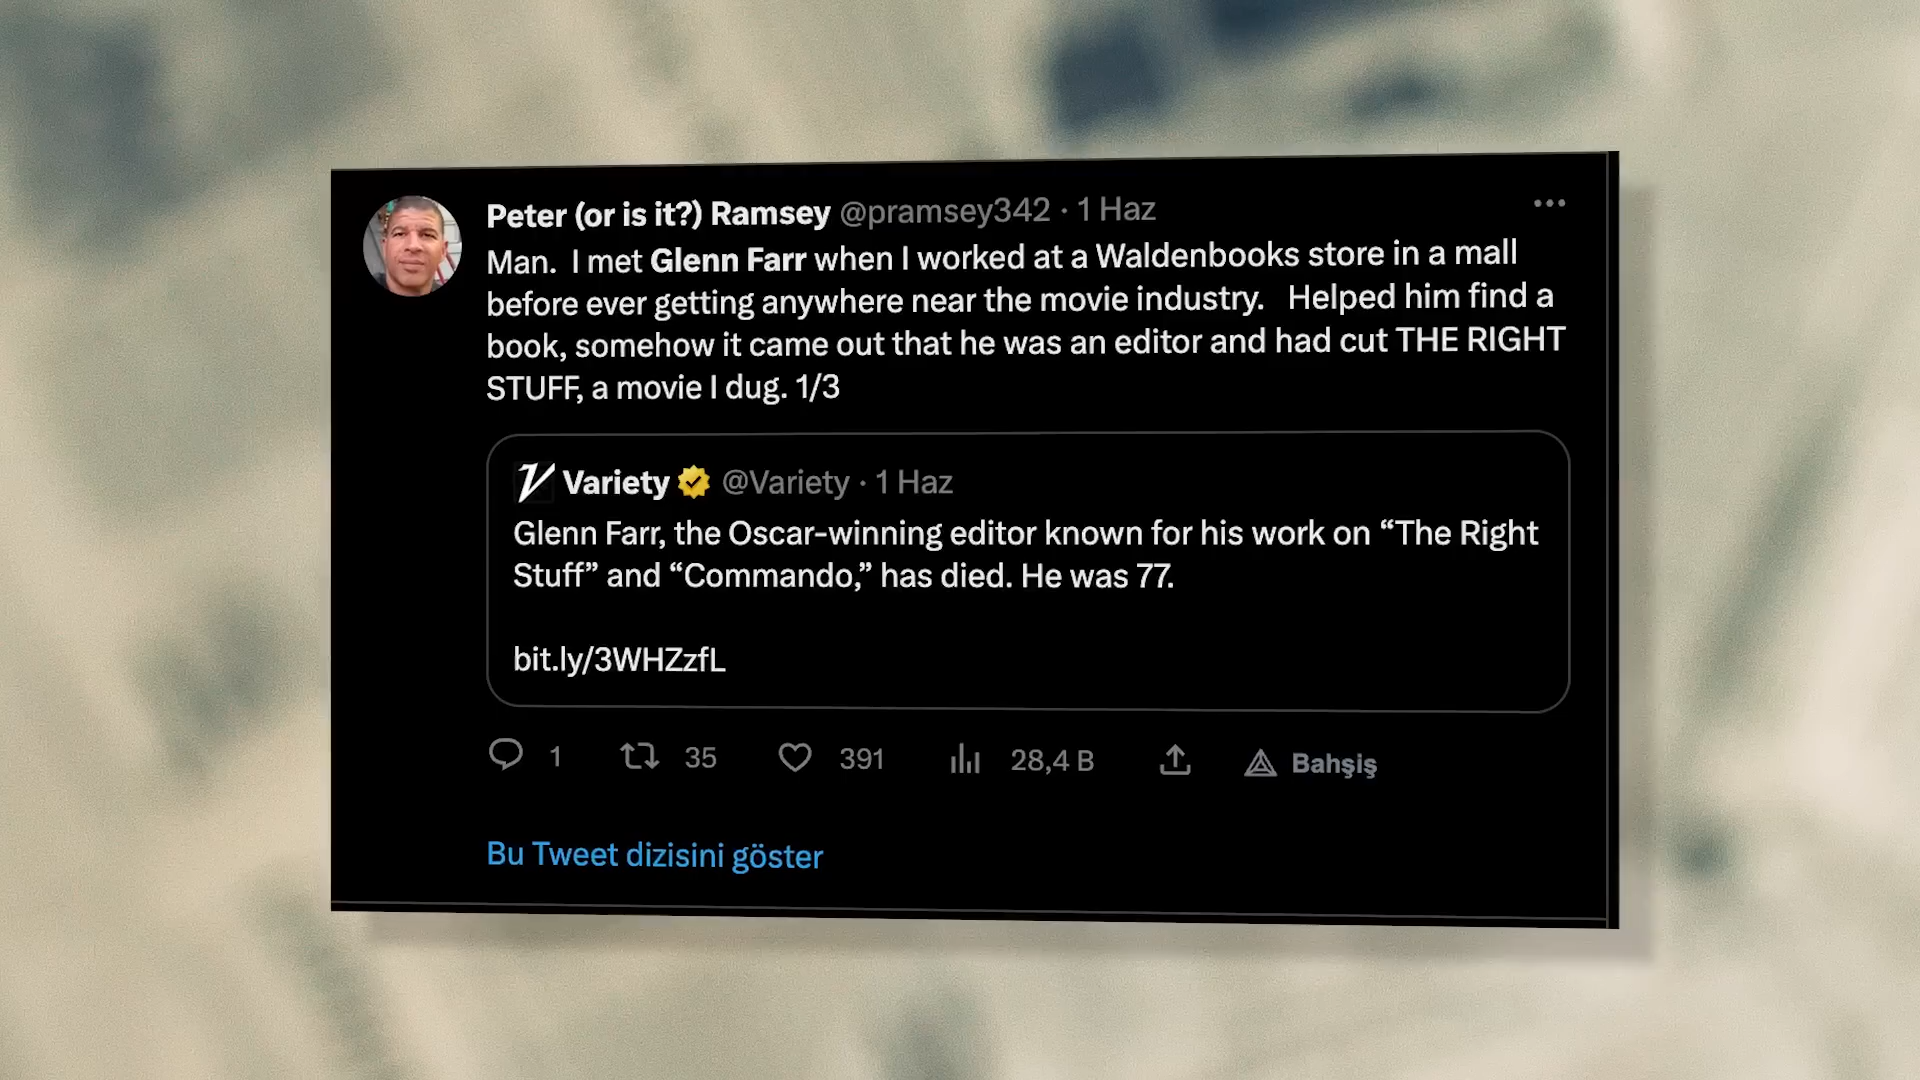 Peter (or is it?) Ramsey @pramsey342 · 1 Haz
Man. I met Glenn Farr when I worked at a Waldenbooks store in a mall
before ever getting anywhere near the movie industry. Helped him find a
book, somehow it came out that he was an editor and had cut THE RIGHT
STUFF, a movie I dug. 1/3
Variety @Variety · 1 Haz
Glenn Farr, the Oscar-winning editor known for his work on “The Right
Stuff” and “Commando,” has died. He was 77.
bit.ly/3WHZzfL
1 35 391 28,4 B Bahşiş
Bu Tweet dizisini göster